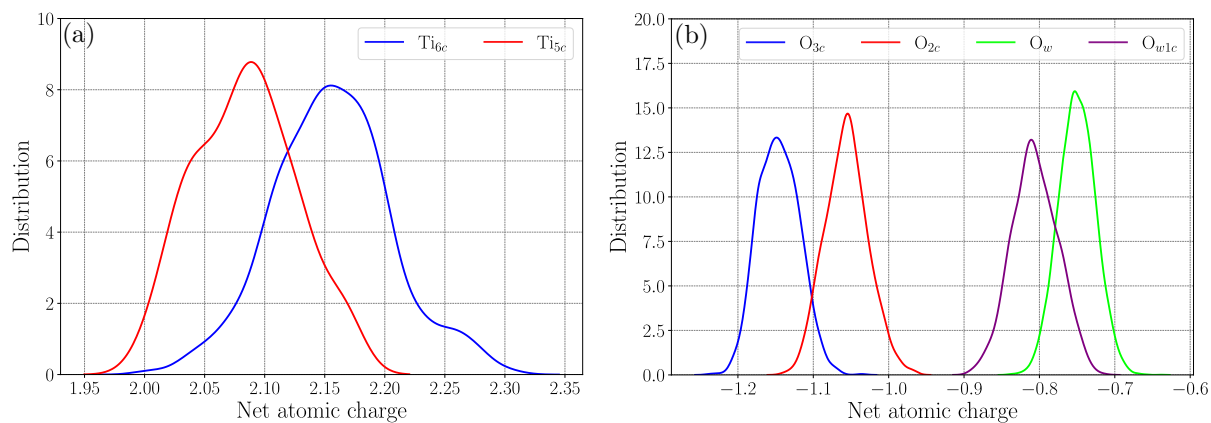 (a)
Ti6c Ti5c
10
8
6
4
2
0
Distribution
1.95 2.00 2.05 2.10 2.15 2.20 2.25 2.30 2.35
Net atomic charge
(b)
O3c O2c Ow Ow1c
20.0
17.5
15.0
12.5
10.0
7.5
5.0
2.5
0.0
Distribution
−1.2 −1.1 −1.0 −0.9 −0.8 −0.7 −0.6
Net atomic charge